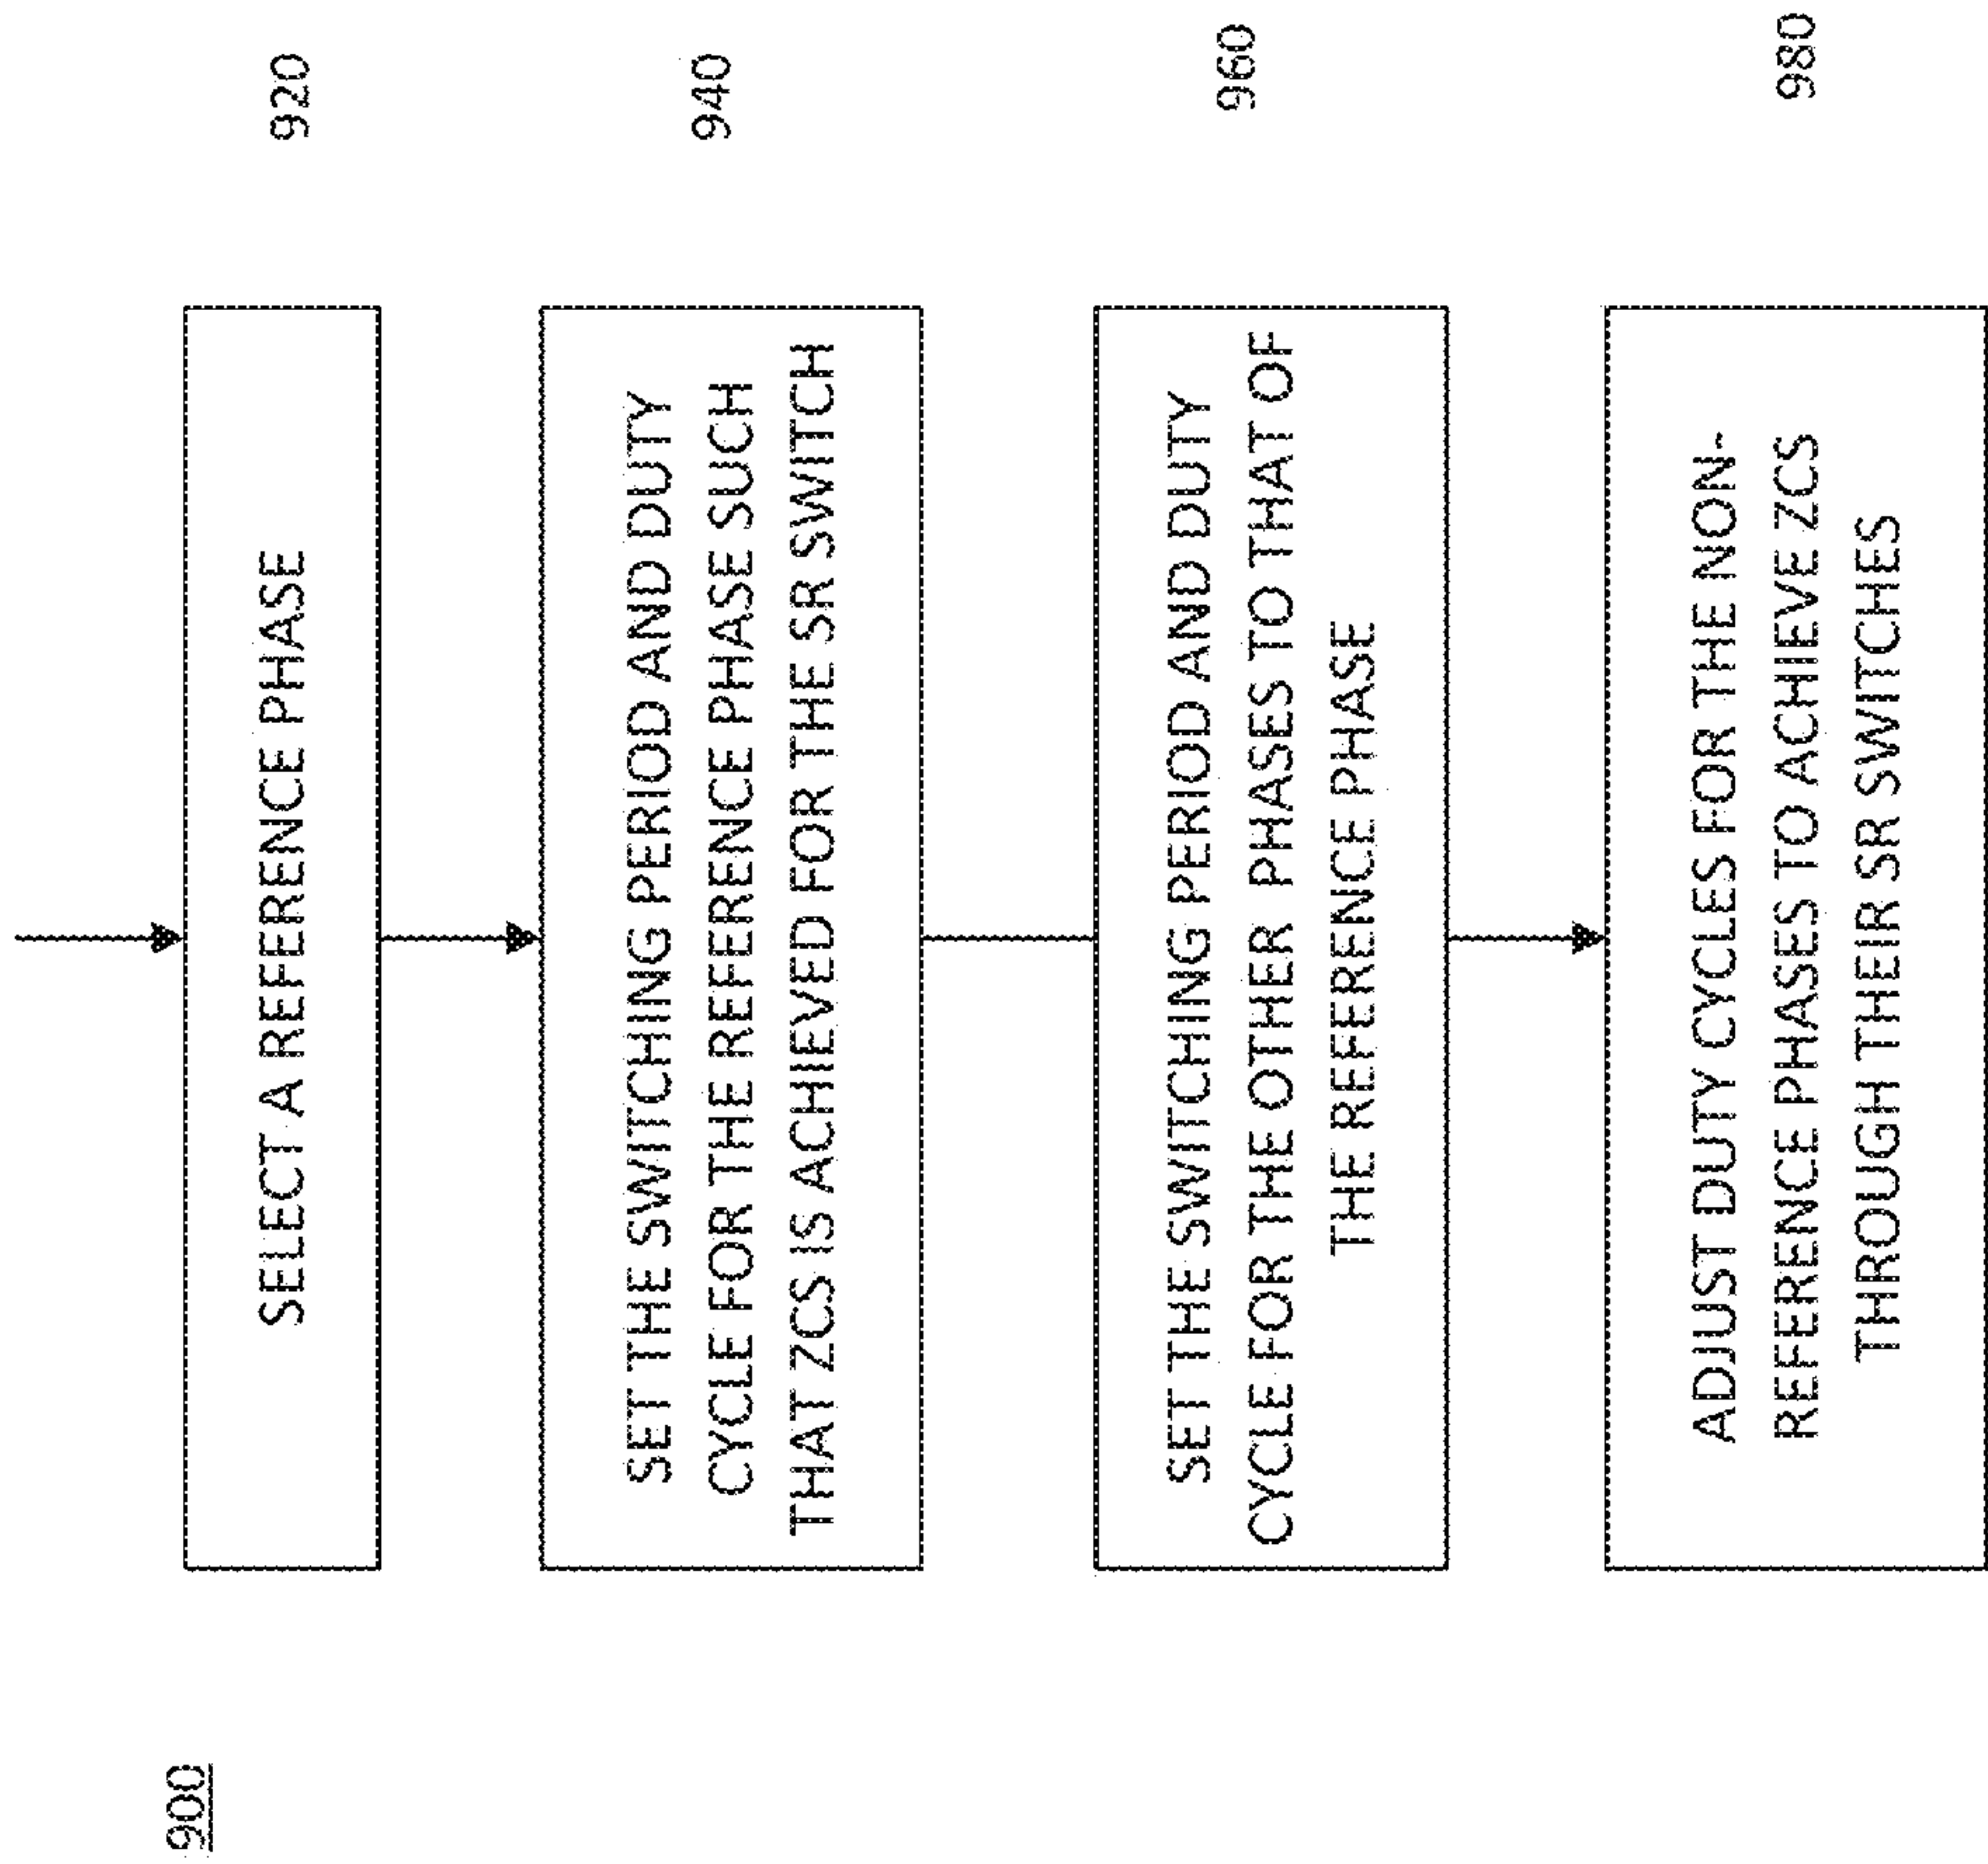 900
SELECT A REFERENCE PHASE
920
SET THE SWITCHING PERIOD AND DUTY
CYCLE FOR THE REFERENCE PHASE SUCH
THAT ZCS IS ACHIEVED FOR THE SR SWITCH
940
SET THE SWITCHING PERIOD AND DUTY
CYCLE FOR THE OTHER PHASES TO THAT OF
THE REFERENCE PHASE
960
ADJUST DUTY CYCLES FOR THE NON-
REFERENCE PHASES TO ACHIEVE ZCS
THROUGH THEIR SR SWITCHES
980